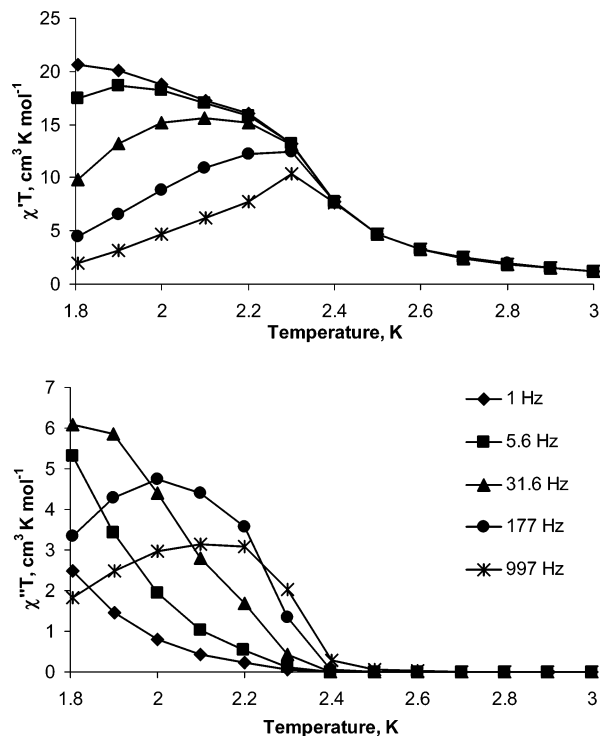 25
20
15
10
5
0
χ'T, cm³ K mol⁻¹
1.8 2 2.2 2.4 2.6 2.8 3
Temperature, K
7
6
5
4
3
2
1
0
χ"T, cm³ K mol⁻¹
1 Hz
5.6 Hz
31.6 Hz
177 Hz
997 Hz
1.8 2 2.2 2.4 2.6 2.8 3
Temperature, K